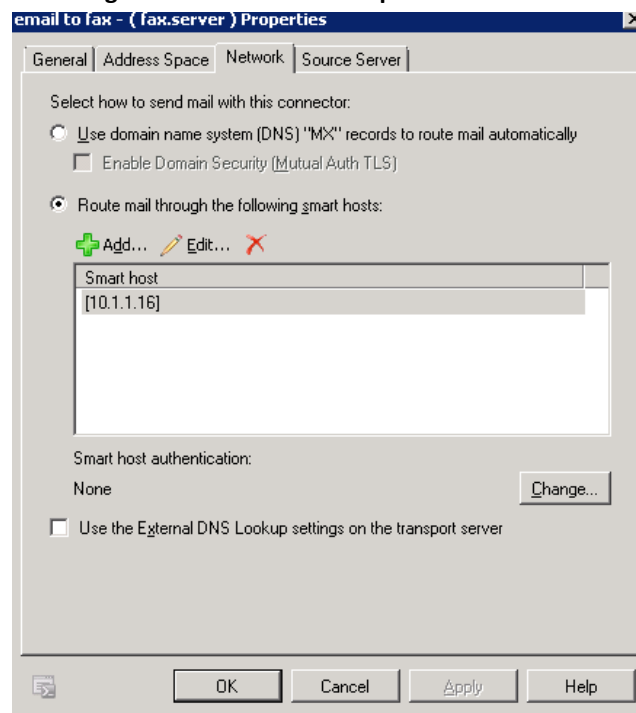 email to fax - ( fax.server ) Properties
General Address Space Network Source Server
Select how to send mail with this connector:
Use domain name system (DNS) "MX" records to route mail automatically
Enable Domain Security (Mutual Auth TLS)
Route mail through the following smart hosts:
Add... Edit...
Smart host
[10.1.1.16]
Smart host authentication:
None Change...
Use the External DNS Lookup settings on the transport server
OK Cancel Apply Help